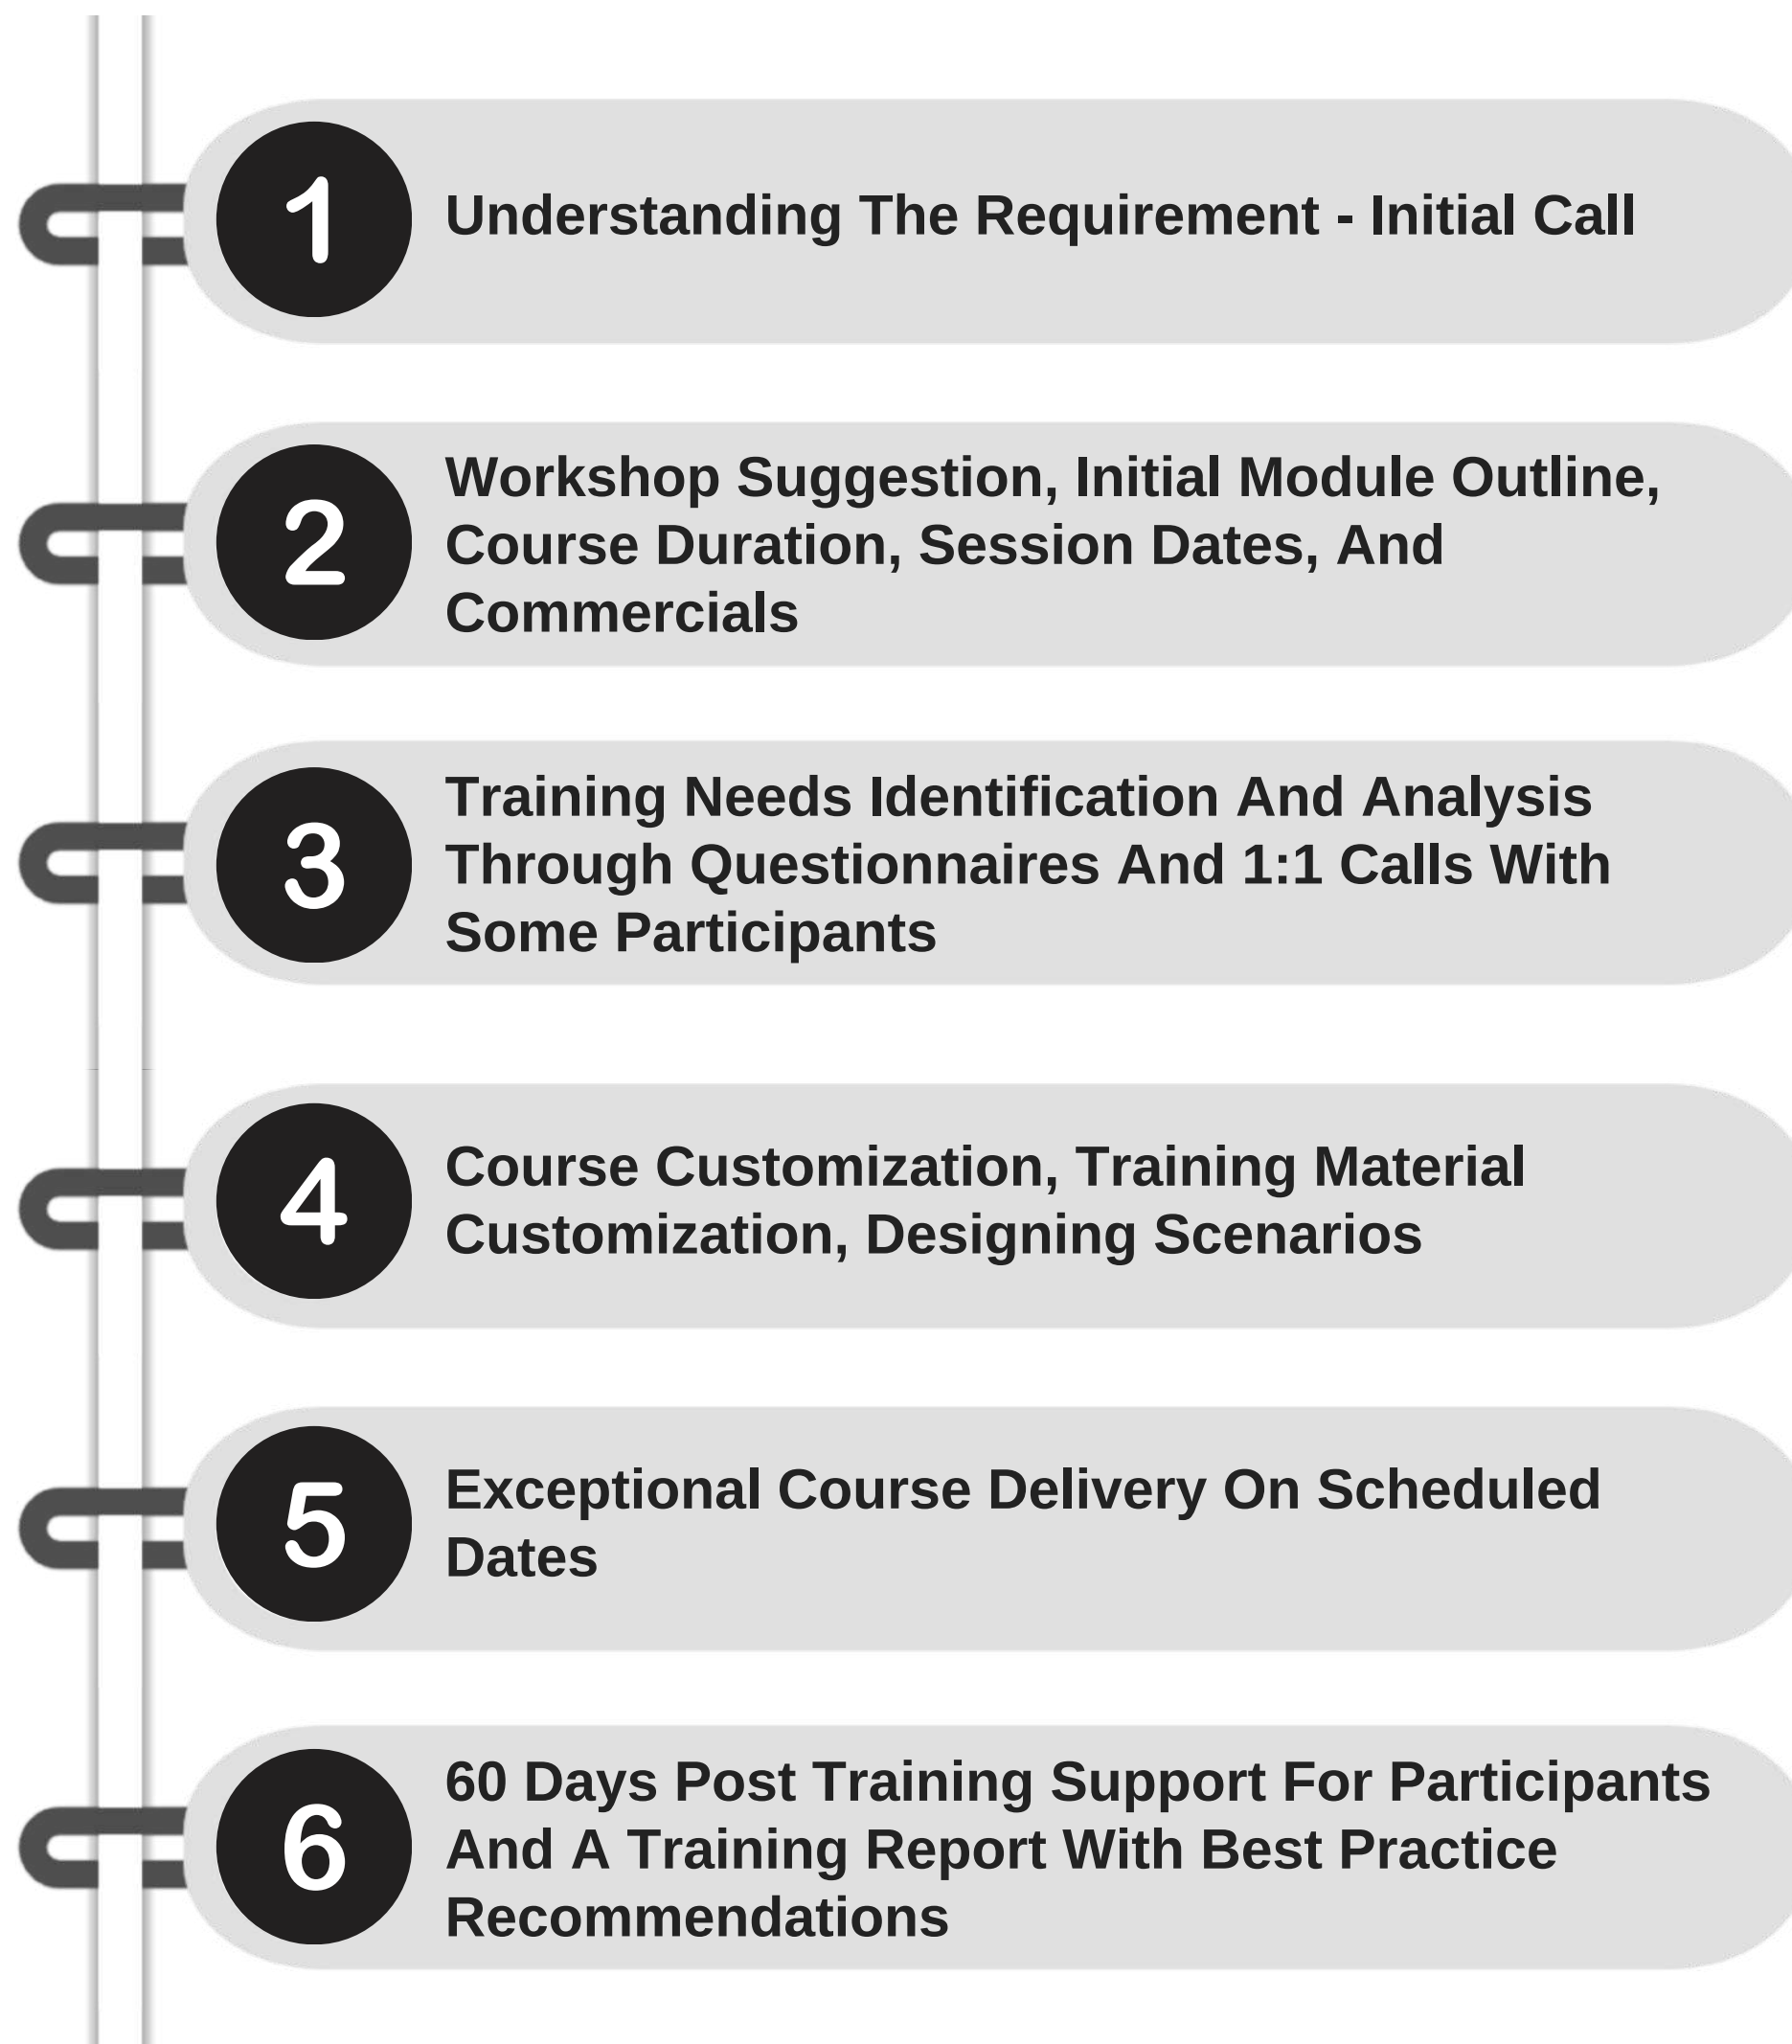 1
Understanding The Requirement - Initial Call
2
Workshop Suggestion, Initial Module Outline,
Course Duration, Session Dates, And
Commercials
3
Training Needs Identification And Analysis
Through Questionnaires And 1:1 Calls With
Some Participants
4
Course Customization, Training Material
Customization, Designing Scenarios
5
Exceptional Course Delivery On Scheduled
Dates
6
60 Days Post Training Support For Participants
And A Training Report With Best Practice
Recommendations